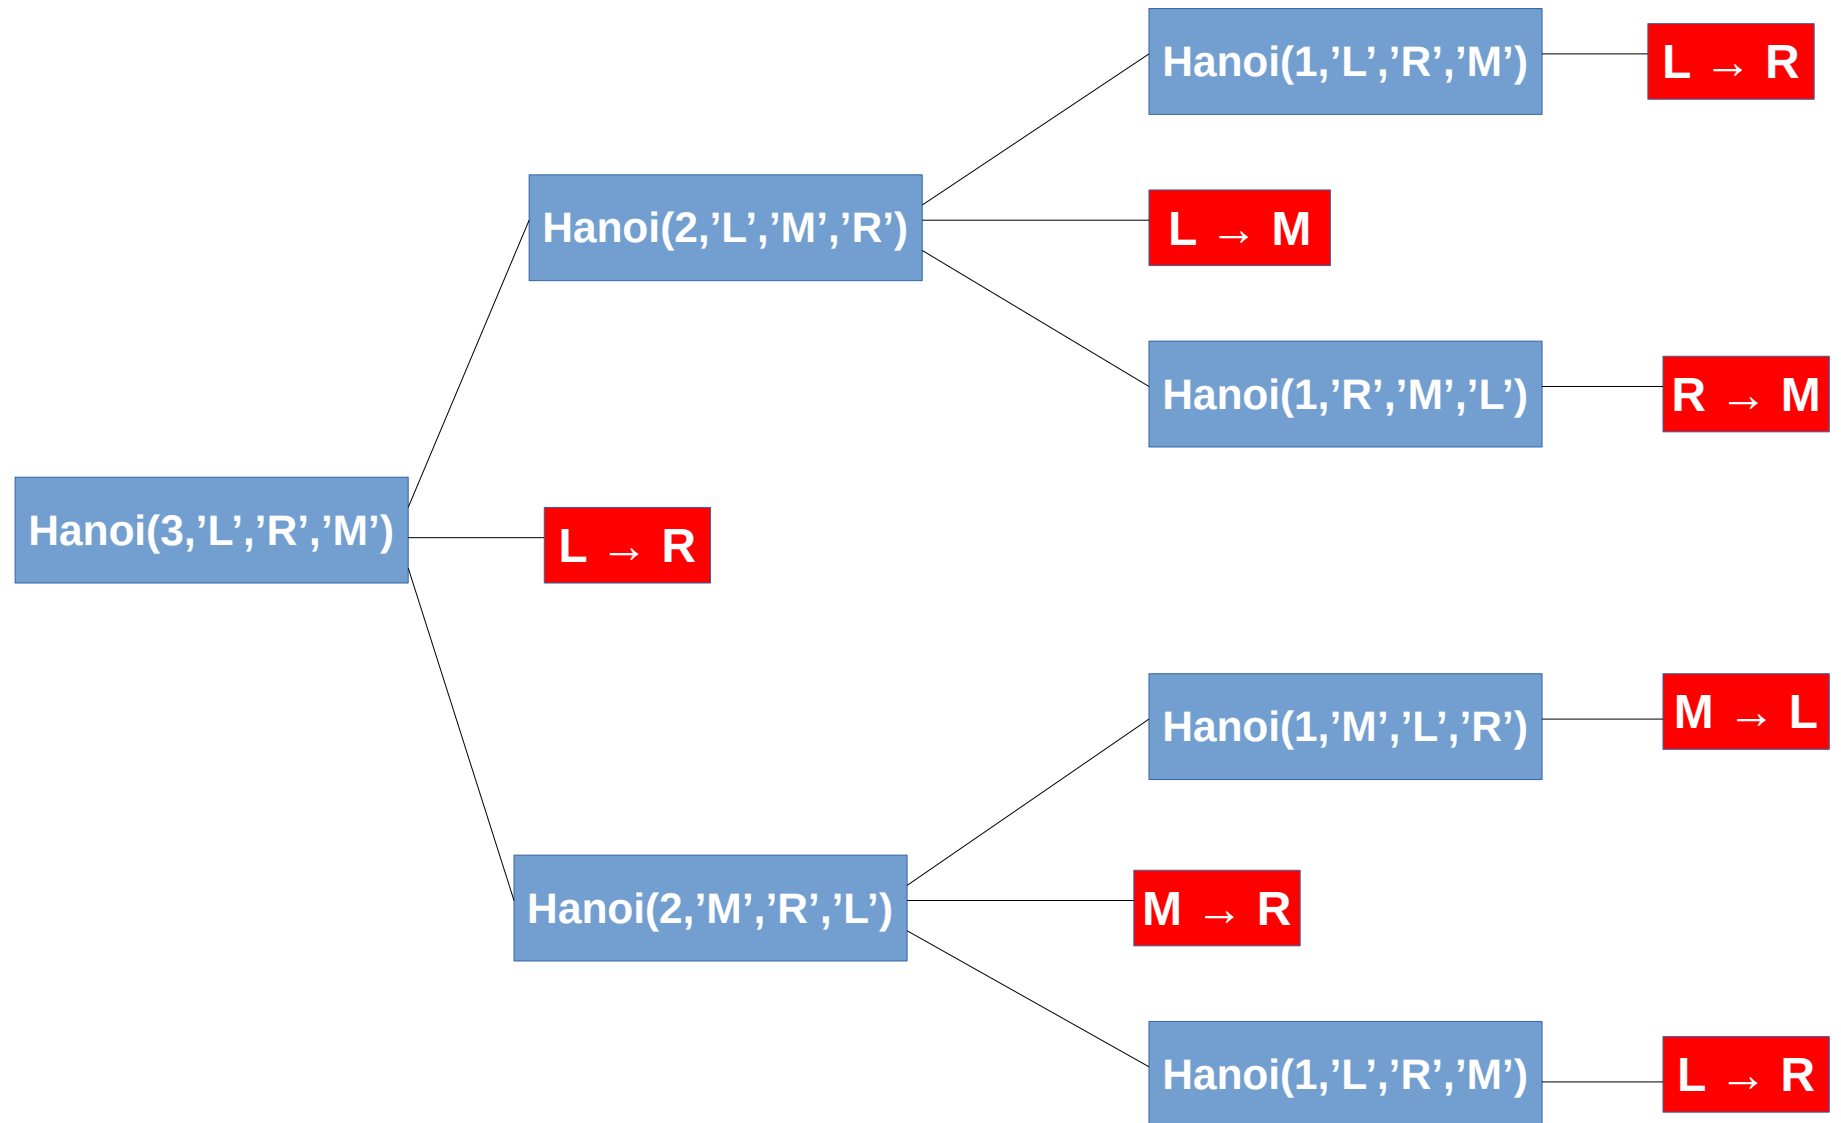 Hanoi(1,’L’,’R’,’M’)
L → R
Hanoi(2,’L’,’M’,’R’)
L → M
Hanoi(1,’R’,’M’,’L’)
R → M
Hanoi(3,’L’,’R’,’M’)
L → R
Hanoi(1,’M’,’L’,’R’)
M → L
Hanoi(2,’M’,’R’,’L’)
M → R
Hanoi(1,’L’,’R’,’M’)
L → R